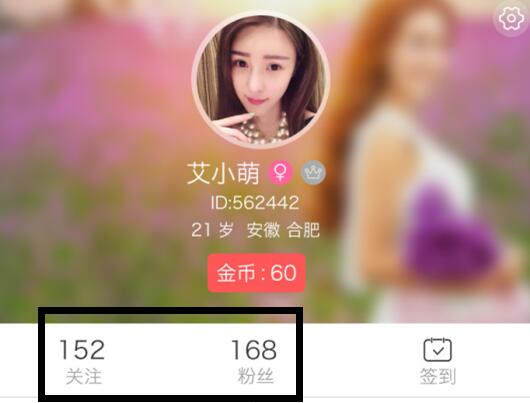 艾小萌
ID:562442
21 岁 安徽 合肥
金币 : 60
152 168
关注 粉丝 签到